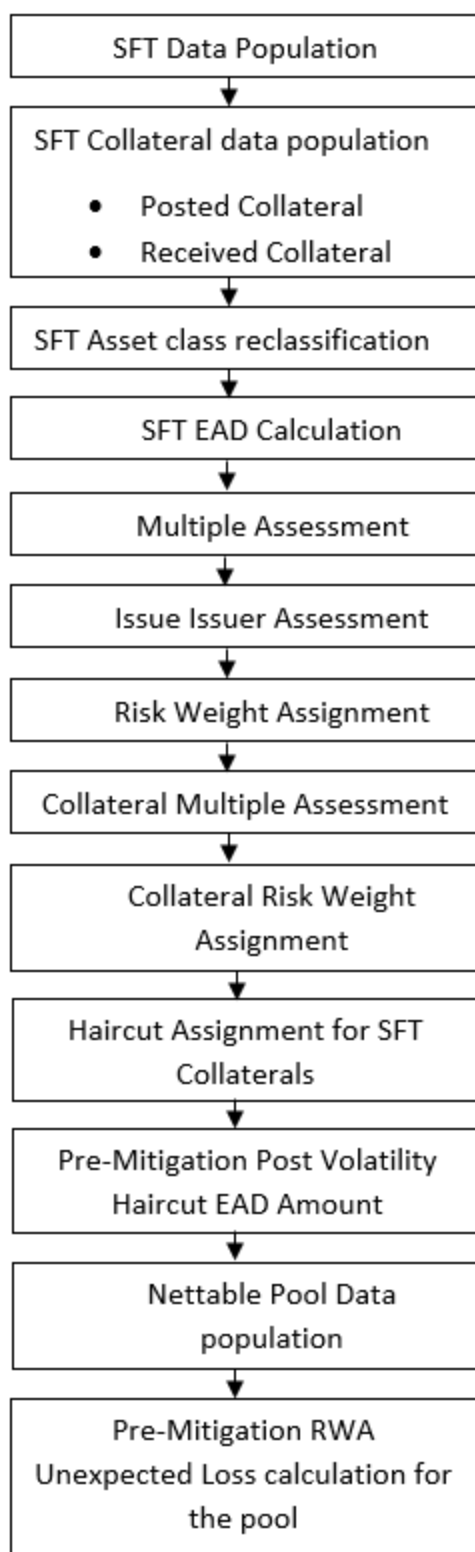 SFT Data Population
SFT Collateral data population
• Posted Collateral
• Received Collateral
SFT Asset class reclassification
SFT EAD Calculation
Multiple Assessment
Issue Issuer Assessment
Risk Weight Assignment
Collateral Multiple Assessment
Collateral Risk Weight
Assignment
Haircut Assignment for SFT
Collaterals
Pre-Mitigation Post Volatility
Haircut EAD Amount
Nettable Pool Data
population
Pre-Mitigation RWA
Unexpected Loss calculation for
the pool